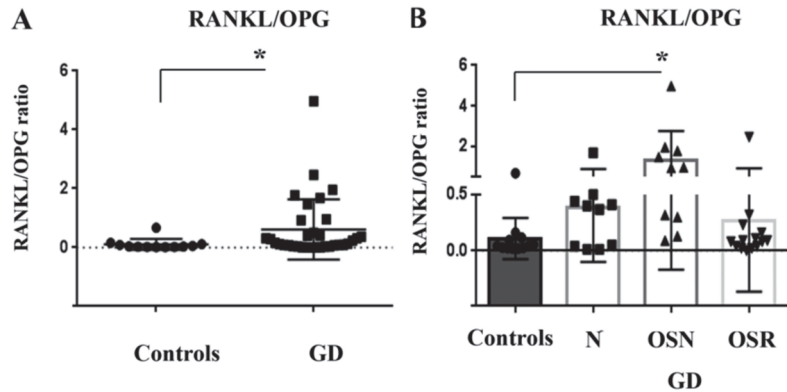 A
RANKL/OPG
*
RANKL/OPG ratio
6
4
2
0
Controls
GD
B
RANKL/OPG
*
RANKL/OPG ratio
6
4
2
0.5
0.0
Controls
N
OSN
OSR
GD